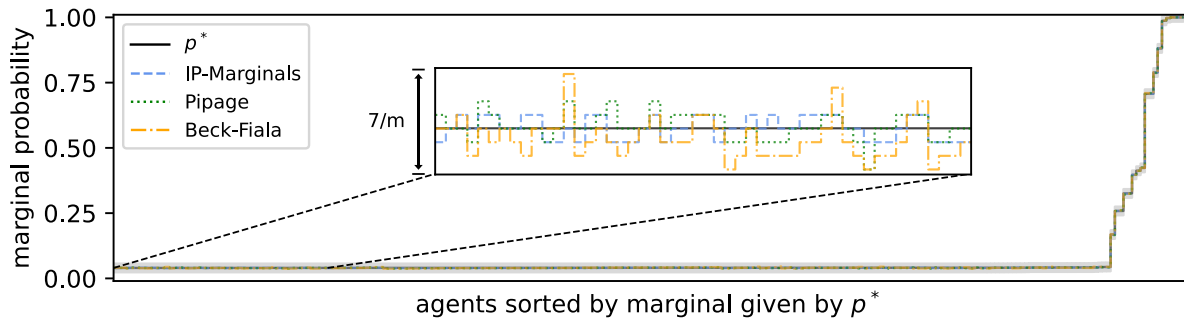 1.00
0.75
0.50
0.25
0.00
marginal probability
p*
IP-Marginals
Pipage
Beck-Fiala
7/m
agents sorted by marginal given by p*